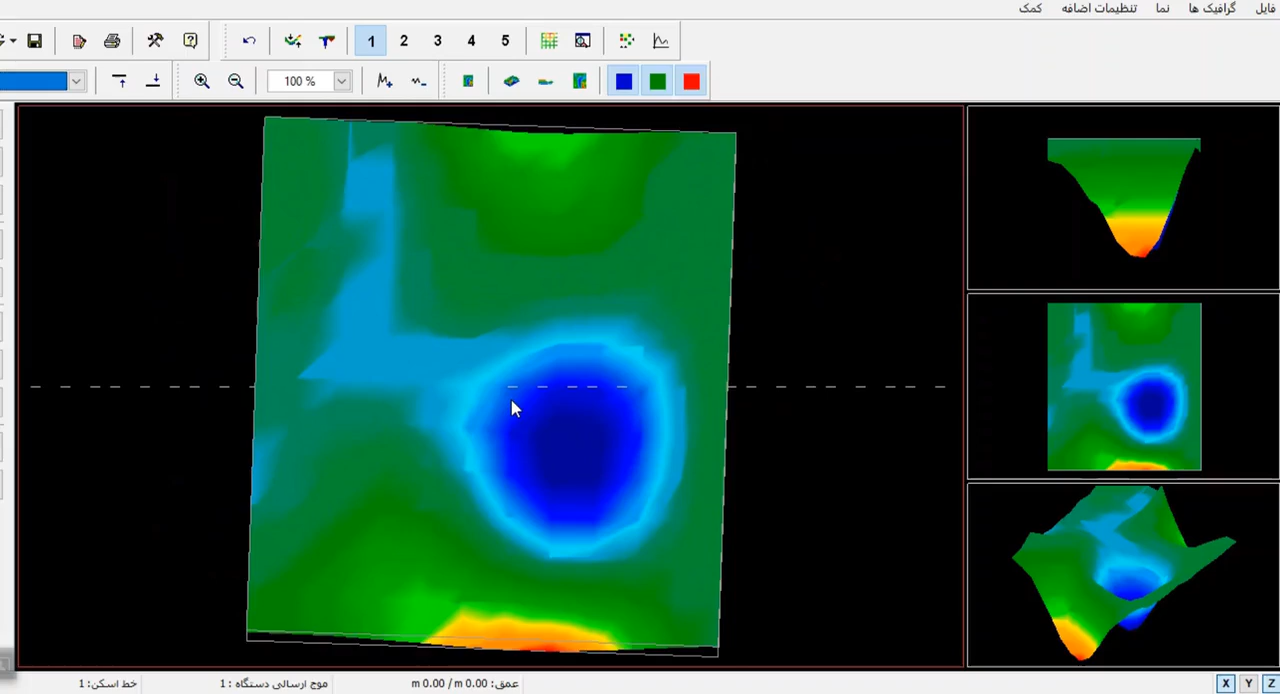 فایل گرافیک ها نما تنظیمات اضافه کمک
1 2 3 4 5
100 %
خط اسکن: 1 موج ارسالی دستگاه : 1 عمق: 0.00 m / 0.00 m X Y Z